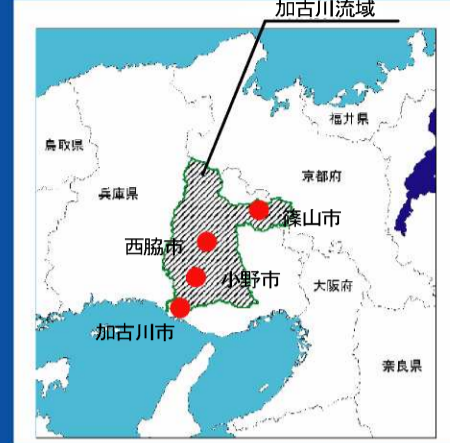 加古川流域
福井県
鳥取県
京都府
兵庫県
篠山市
西脇市
小野市
大阪府
加古川市
奈良県